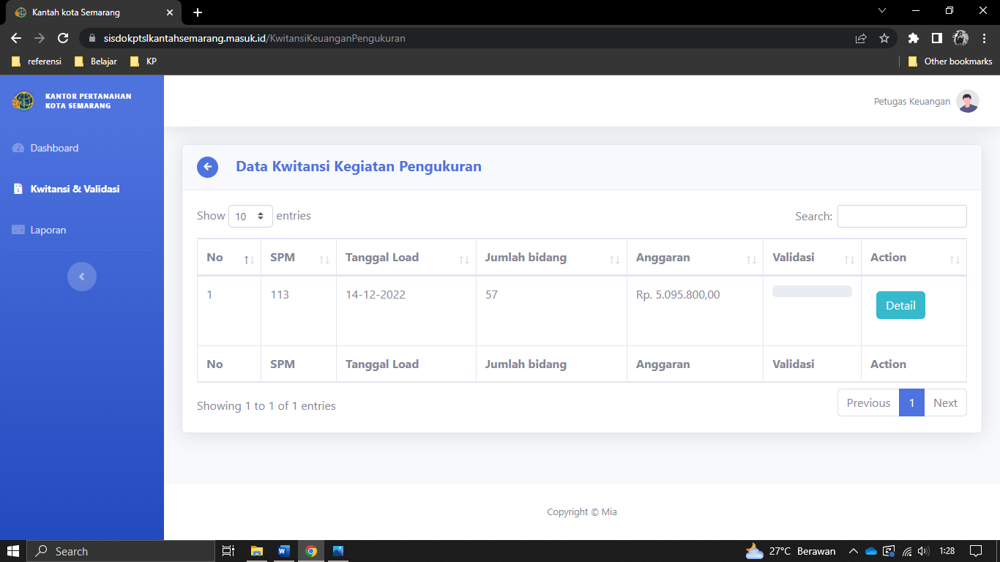 Kantah kota Semarang
sisdokptslkantahsemarang.masuk.id/KwitansiKeuanganPengukuran
referensi Belajar KP Other bookmarks
KANTOR PERTANAHAN
KOTA SEMARANG
Petugas Keuangan
Dashboard
Kwitansi & Validasi
Laporan
Data Kwitansi Kegiatan Pengukuran
Show 10 entries Search:
No SPM Tanggal Load Jumlah bidang Anggaran Validasi Action
1 113 14-12-2022 57 Rp. 5.095.800,00 Detail
No SPM Tanggal Load Jumlah bidang Anggaran Validasi Action
Showing 1 to 1 of 1 entries Previous 1 Next
Copyright © Mia
Search 27°C Berawan 1:28